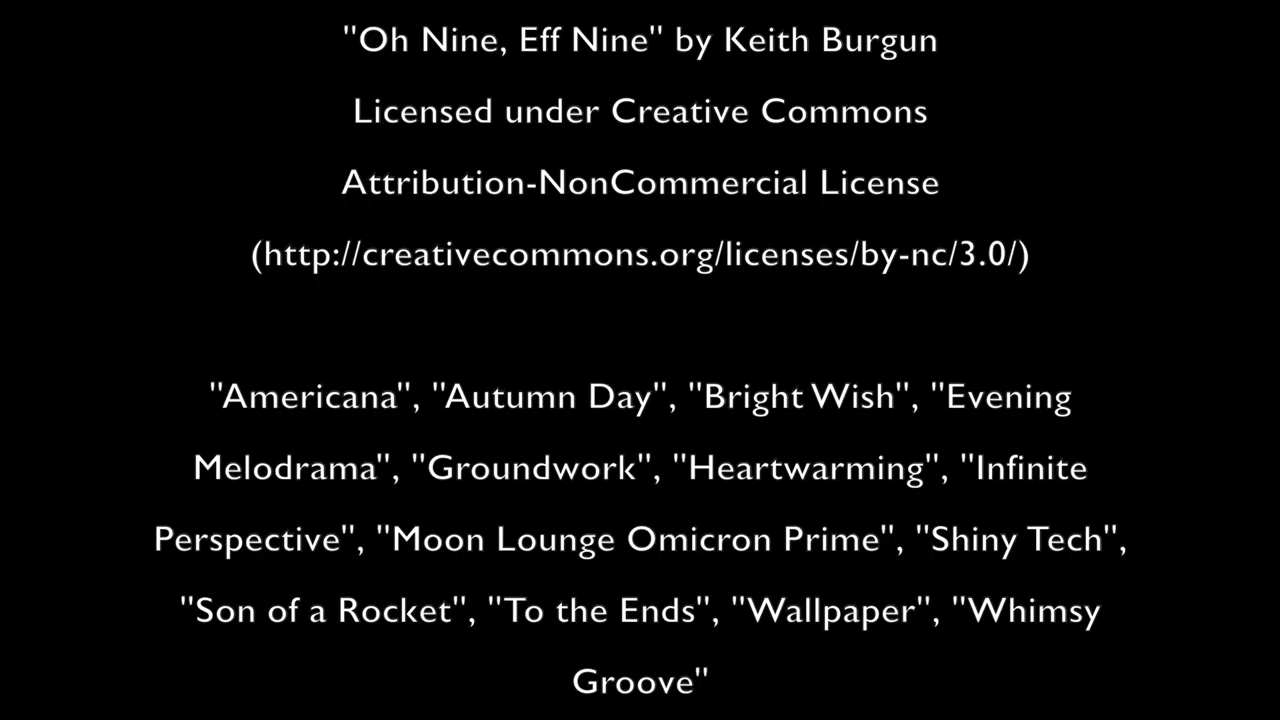 "Oh Nine, Eff Nine" by Keith Burgun
Licensed under Creative Commons
Attribution-NonCommercial License
(http://creativecommons.org/licenses/by-nc/3.0/)
"Americana", "Autumn Day", "Bright Wish", "Evening
Melodrama", "Groundwork", "Heartwarming", "Infinite
Perspective", "Moon Lounge Omicron Prime", "Shiny Tech",
"Son of a Rocket", "To the Ends", "Wallpaper", "Whimsy
Groove"